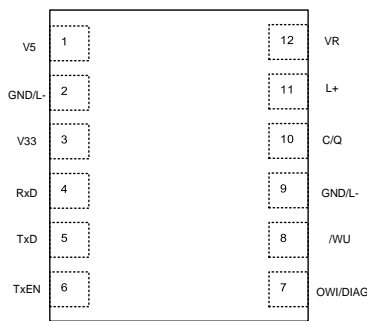 V5 1 12 VR
GND/L- 2 11 L+
V33 3 10 C/Q
RxD 4 9 GND/L-
TxD 5 8 /WU
TxEN 6 7 OWI/DIAG